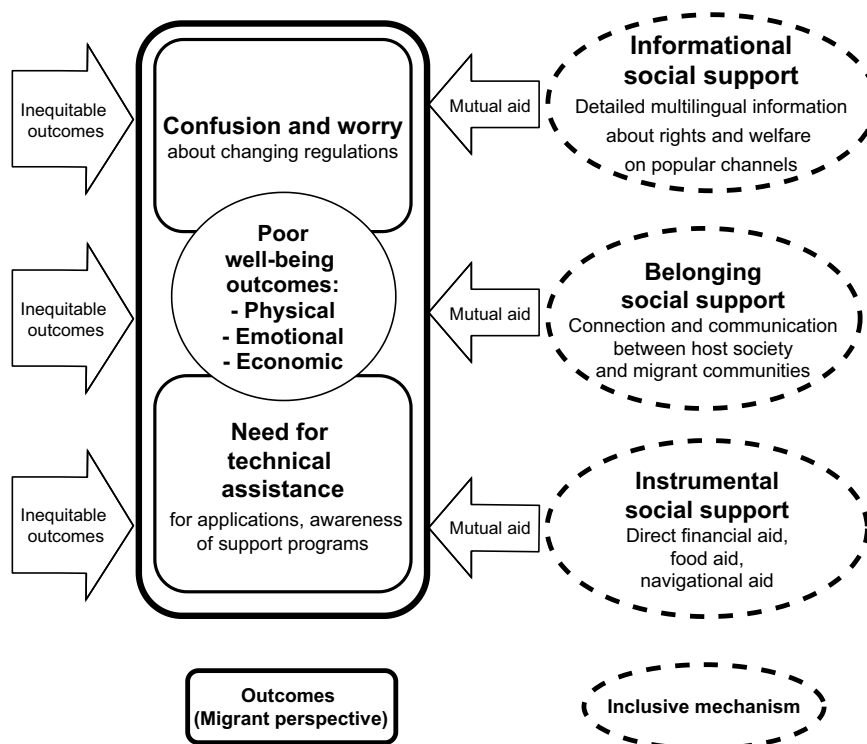 Inequitable
outcomes
Confusion and worry
about changing regulations
Mutual aid
Informational
social support
Detailed multilingual information
about rights and welfare
on popular channels
Inequitable
outcomes
Poor
well-being
outcomes:
- Physical
- Emotional
- Economic
Mutual aid
Belonging
social support
Connection and communication
between host society
and migrant communities
Inequitable
outcomes
Need for
technical
assistance
for applications, awareness
of support programs
Mutual aid
Instrumental
social support
Direct financial aid,
food aid,
navigational aid
Outcomes
(Migrant perspective)
Inclusive mechanism